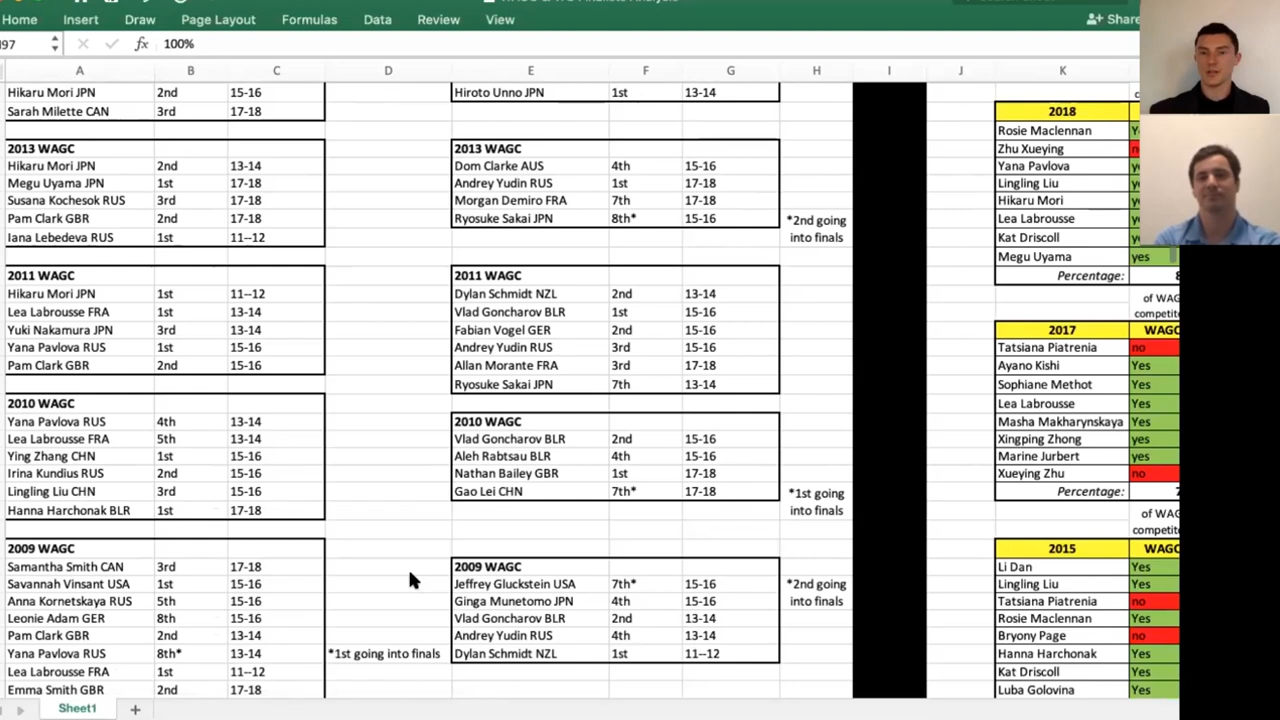 Home Insert Draw Page Layout Formulas Data Review View Share
97 fx 100%
A B C D E F G H I J K
Hikaru Mori JPN 2nd 15-16 Hiroto Unno JPN 1st 13-14
Sarah Milette CAN 3rd 17-18 2018
Rosie Maclennan
2013 WAGC 2013 WAGC Zhu Xueying
Hikaru Mori JPN 2nd 13-14 Dom Clarke AUS 4th 15-16 Yana Pavlova
Megu Uyama JPN 1st 17-18 Andrey Yudin RUS 1st 17-18 Lingling Liu
Susana Kochesok RUS 3rd 17-18 Morgan Demiro FRA 7th 17-18 Hikaru Mori
Pam Clark GBR 2nd 17-18 Ryosuke Sakai JPN 8th* 15-16 *2nd going Lea Labrousse
Iana Lebedeva RUS 1st 11--12 into finals Kat Driscoll
Megu Uyama yes
2011 WAGC 2011 WAGC Percentage: 8
Hikaru Mori JPN 1st 11--12 Dylan Schmidt NZL 2nd 13-14 of WAG
Lea Labrousse FRA 1st 13-14 Vlad Goncharov BLR 1st 15-16 competit
Yuki Nakamura JPN 3rd 15-16 Fabian Vogel GER 2nd 15-16 2017 WAGC
Yana Pavlova RUS 1st 15-16 Andrey Yudin RUS 3rd 15-16 Tatsiana Piatrenia no
Pam Clark GBR 2nd 15-16 Allan Morante FRA 3rd 17-18 Ayano Kishi Yes
Ryosuke Sakai JPN 7th 13-14 Sophiane Methot Yes
2010 WAGC Lea Labrousse Yes
Yana Pavlova RUS 4th 13-14 2010 WAGC Masha Makharynskaya Yes
Lea Labrousse FRA 5th 13-14 Vlad Goncharov BLR 2nd 15-16 Xingping Zhong yes
Ying Zhang CHN 1st 15-16 Aleh Rabtsau BLR 4th 15-16 Marine Jurbert yes
Irina Kundius RUS 2nd 15-16 Nathan Bailey GBR 1st 17-18 Xueying Zhu no
Lingling Liu CHN 3rd 15-16 Gao Lei CHN 7th* 17-18 *1st going Percentage: 7
Hanna Harchonak BLR 1st 17-18 into finals of WAG
competit
2009 WAGC 2015 WAGC
Samantha Smith CAN 3rd 17-18 2009 WAGC Li Dan Yes
Savannah Vinsant USA 1st 15-16 Jeffrey Gluckstein USA 7th* 15-16 *2nd going Lingling Liu Yes
Anna Kornetskaya RUS 5th 15-16 Ginga Munetomo JPN 4th 15-16 into finals Tatsiana Piatrenia no
Leonie Adam GER 8th 15-16 Vlad Goncharov BLR 2nd 13-14 Rosie Maclennan Yes
Pam Clark GBR 2nd 13-14 Andrey Yudin RUS 4th 15-16 Bryony Page no
Yana Pavlova RUS 8th* 13-14 *1st going into finals Dylan Schmidt NZL 1st 11--12 Hanna Harchonak Yes
Lea Labrousse FRA 1st 11--12 Kat Driscoll Yes
Emma Smith GBR 2nd 17-18 Luba Golovina Yes
Sheet1 +